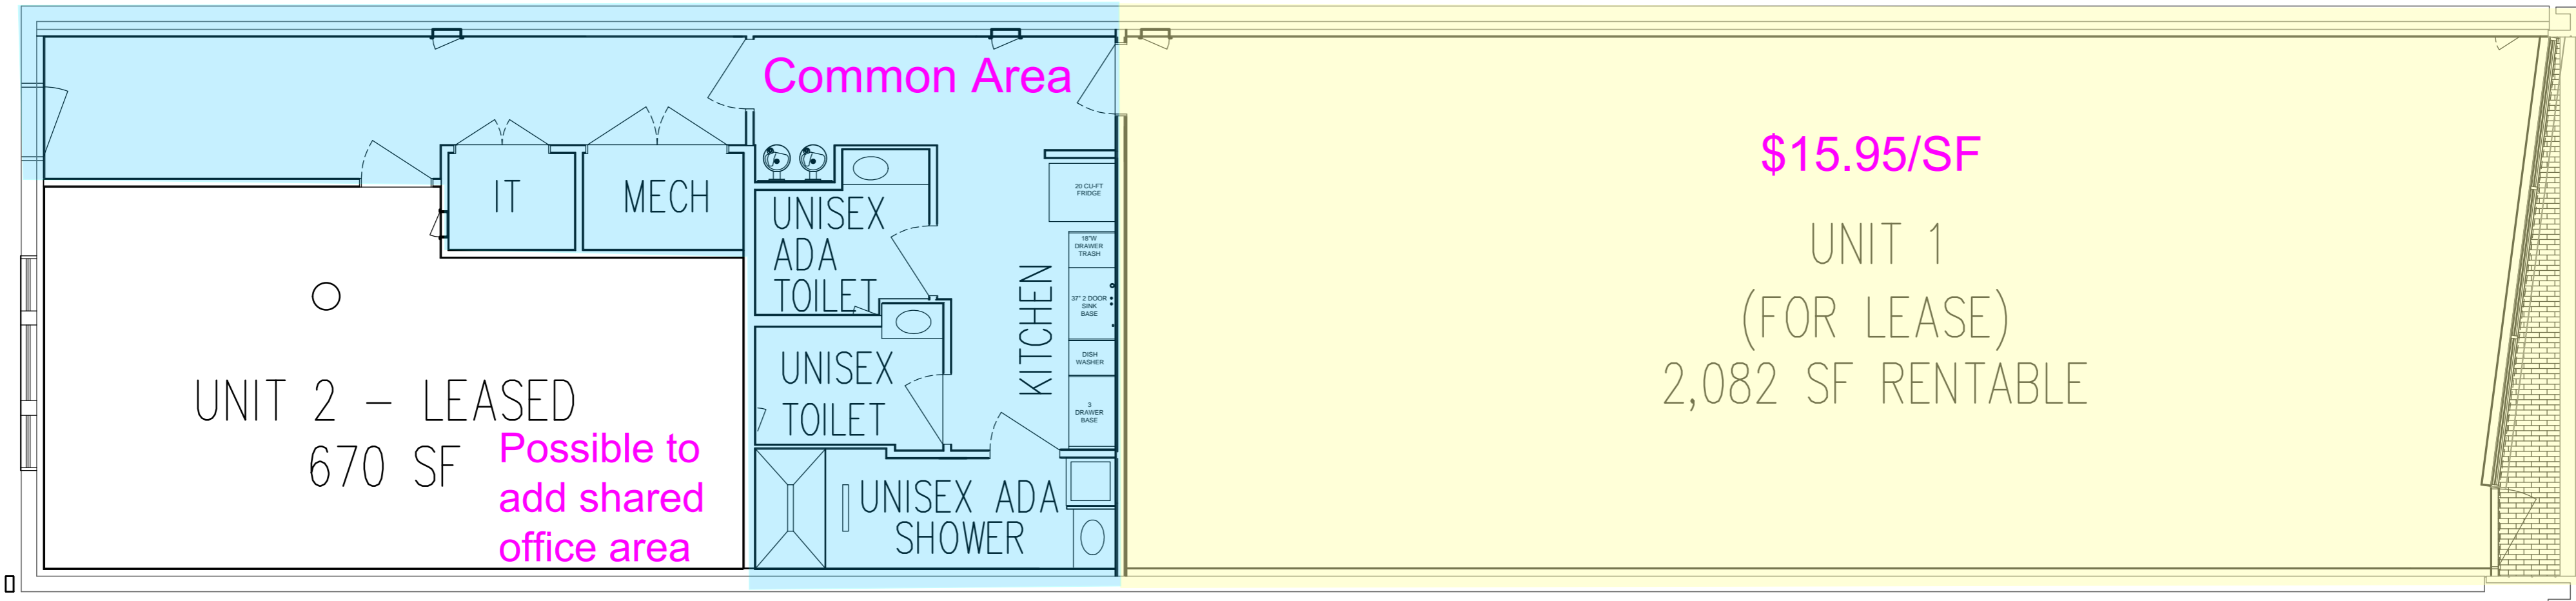 Common Area
$15.95/SF
IT
MECH
UNISEX
ADA
TOILET
20 CU-FT
FRIDGE
18"W
DRAWER
TRASH
37" 2 DOOR
SINK
BASE
DISH
WASHER
3
DRAWER
BASE
KITCHEN
UNIT 1
(FOR LEASE)
2,082 SF RENTABLE
UNIT 2 – LEASED
670 SF
Possible to
add shared
office area
UNISEX
TOILET
UNISEX ADA
SHOWER